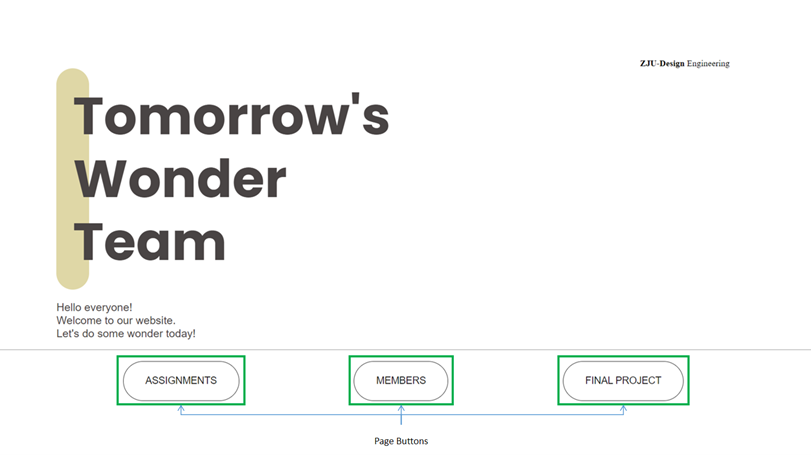 ZJU-Design Engineering
Tomorrow's
Wonder
Team
Hello everyone!
Welcome to our website.
Let's do some wonder today!
ASSIGNMENTS
MEMBERS
FINAL PROJECT
Page Buttons